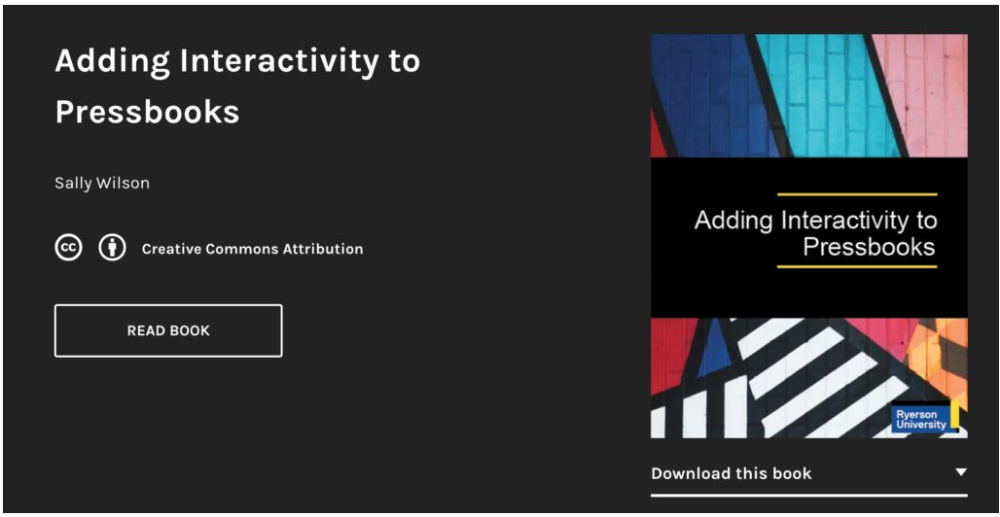 Adding Interactivity to
Pressbooks
Sally Wilson
cc
Creative Commons Attribution
READ BOOK
Adding Interactivity to
Pressbooks
Ryerson
University
Download this book